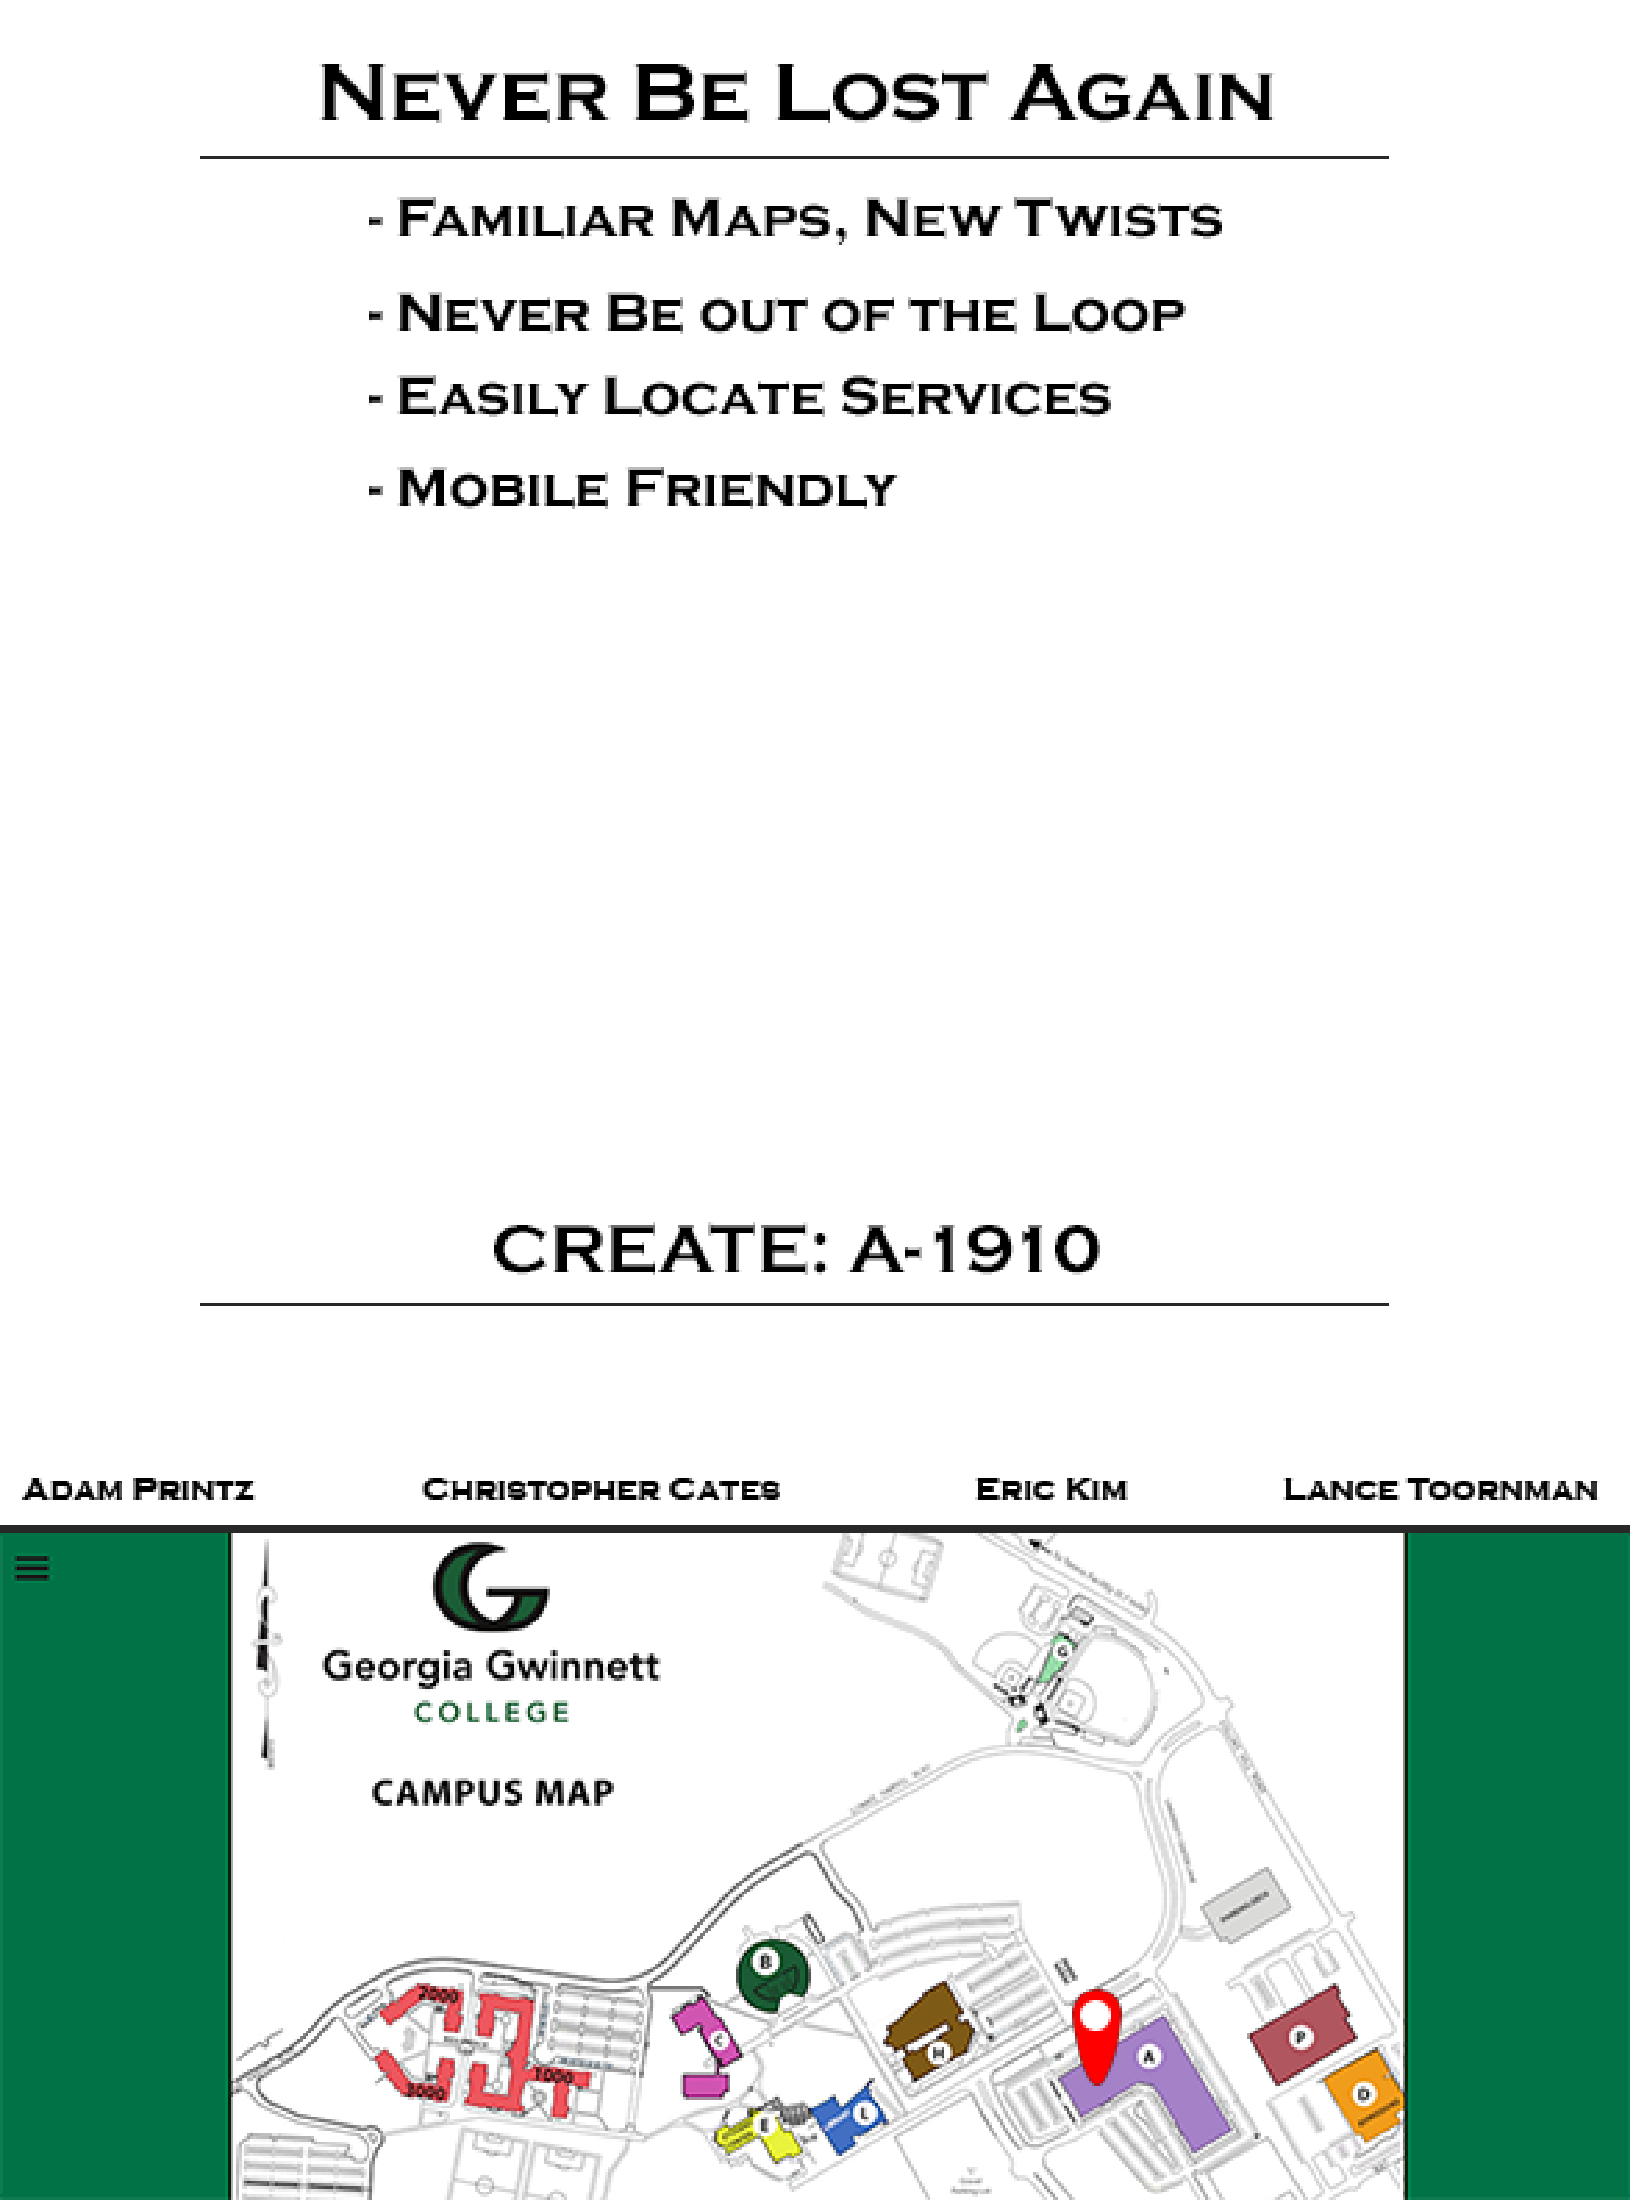 Never Be Lost Again
- Familiar Maps, New Twists
- Never Be out of the Loop
- Easily Locate Services
- Mobile Friendly
CREATE: A-1910
Adam Printz Christopher Cates Eric Kim Lance Toornman
Georgia Gwinnett
COLLEGE
CAMPUS MAP
B
2000
C
H
A
P
1000
3000
D
E
L